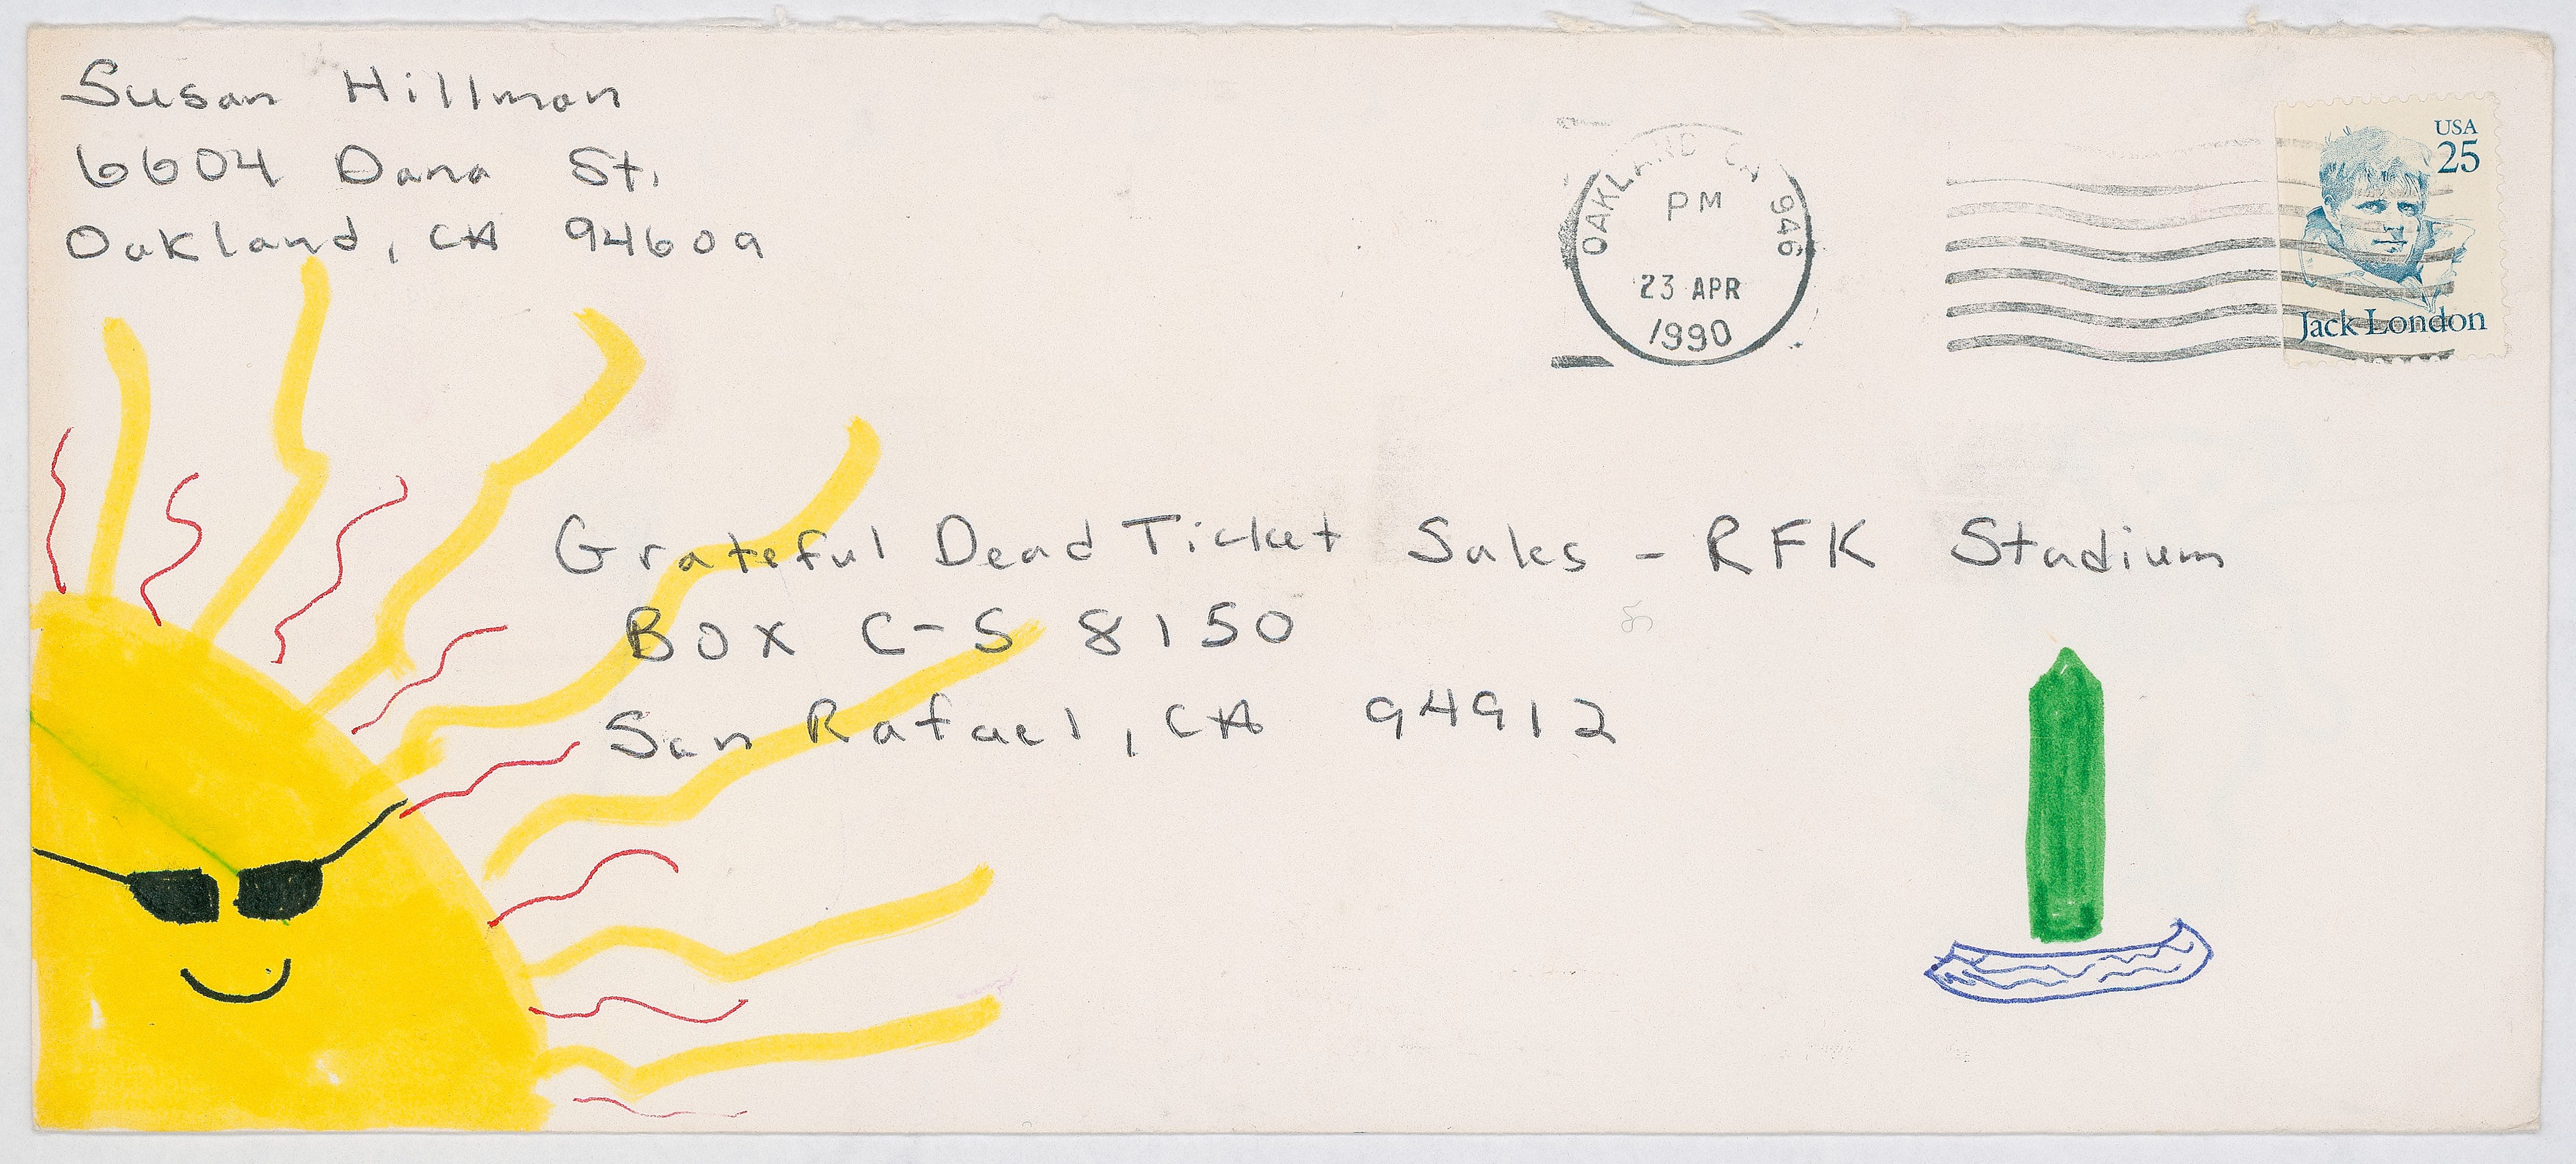 Susan Hillman
6604 Dana St.
Oakland, CA 94609
OAKLAND CA 946
PM
23 APR
1990
USA
25
Jack London
Grateful Dead Ticket Sales - RFK Stadium
BOX C-S 8150
San Rafael, CA 94912